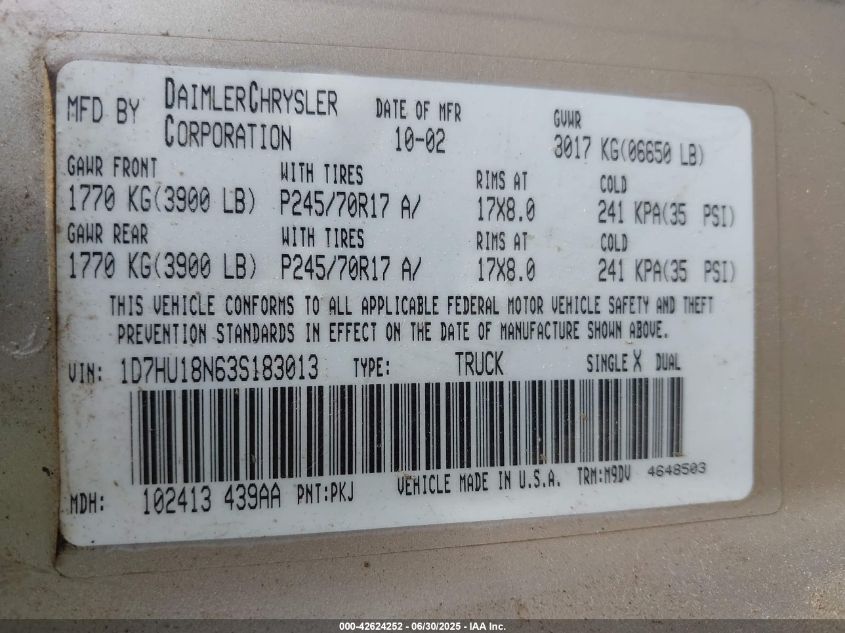 MFD BY DAIMLERCHRYSLER CORPORATION DATE OF MFR 10-02 GVWR 3017 KG(06650 LB)
GAWR FRONT WITH TIRES RIMS AT COLD
1770 KG(3900 LB) P245/70R17 A/ 17X8.0 241 KPA(35 PSI)
GAWR REAR WITH TIRES RIMS AT COLD
1770 KG(3900 LB) P245/70R17 A/ 17X8.0 241 KPA(35 PSI)
THIS VEHICLE CONFORMS TO ALL APPLICABLE FEDERAL MOTOR VEHICLE SAFETY AND THEFT
PREVENTION STANDARDS IN EFFECT ON THE DATE OF MANUFACTURE SHOWN ABOVE.
VIN: 1D7HU18N63S183013 TYPE: TRUCK SINGLE X DUAL
MDH: 102413 439AA PNT:PKJ VEHICLE MADE IN U.S.A. TRM:M9DV 4648503
000-42624252 - 06/30/2025 - IAA Inc.